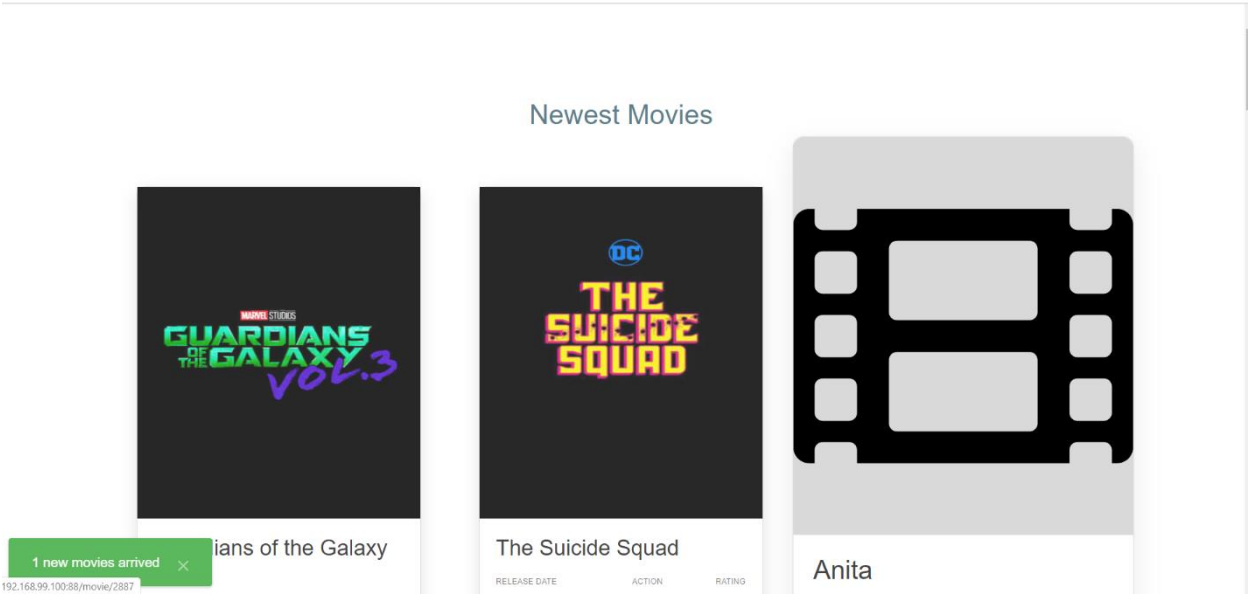 Newest Movies
MARVEL STUDIOS
GUARDIANS
OF THE GALAXY
VOL.3
DC
THE
SUICIDE
SQUAD
ians of the Galaxy
The Suicide Squad
Anita
RELEASE DATE ACTION RATING
1 new movies arrived ×
192.168.99.100:88/movie/2887